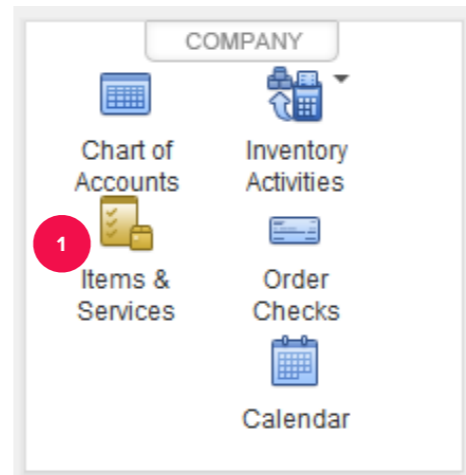 COMPANY
Chart of
Accounts
Inventory
Activities
1
Items &
Services
Order
Checks
Calendar